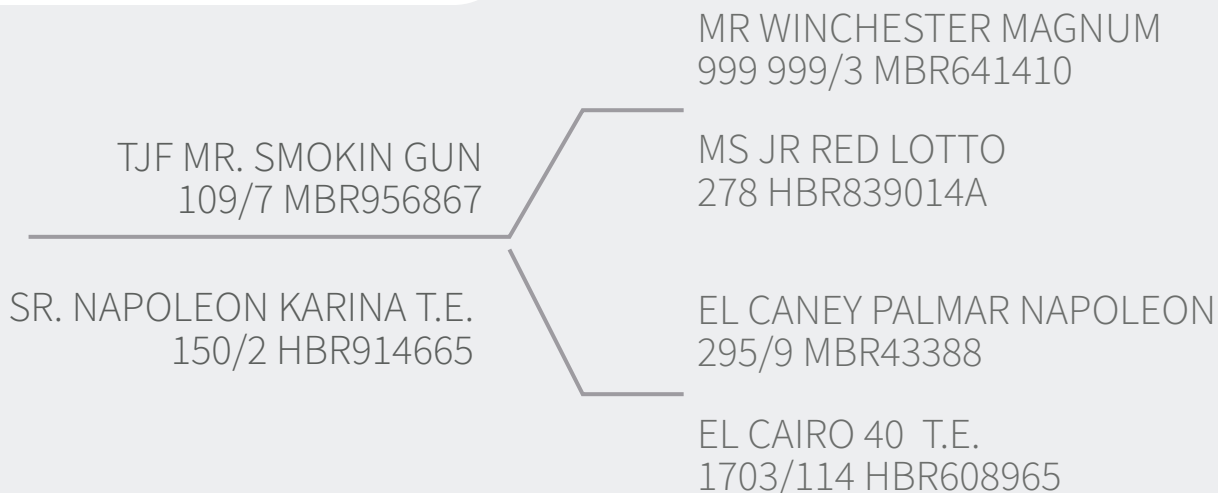 MR WINCHESTER MAGNUM
999 999/3 MBR641410
TJF MR. SMOKIN GUN
109/7 MBR956867
MS JR RED LOTTO
278 HBR839014A
SR. NAPOLEON KARINA T.E.
150/2 HBR914665
EL CANEY PALMAR NAPOLEON
295/9 MBR43388
EL CAIRO 40 T.E.
1703/114 HBR608965